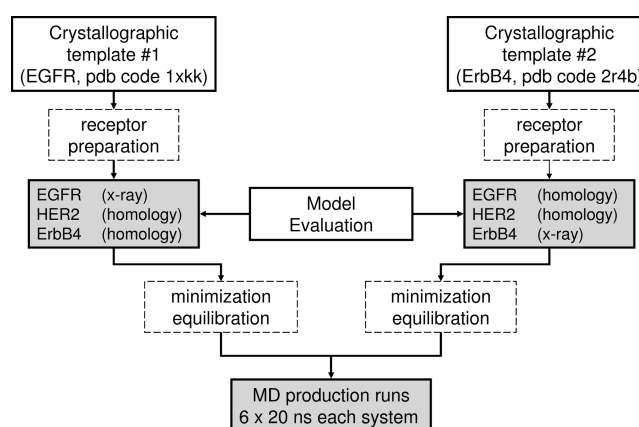 Crystallographic
template #1
(EGFR, pdb code 1xkk)
Crystallographic
template #2
(ErbB4, pdb code 2r4b)
receptor
preparation
receptor
preparation
EGFR (x-ray)
HER2 (homology)
ErbB4 (homology)
Model
Evaluation
EGFR (homology)
HER2 (homology)
ErbB4 (x-ray)
minimization
equilibration
minimization
equilibration
MD production runs
6 x 20 ns each system